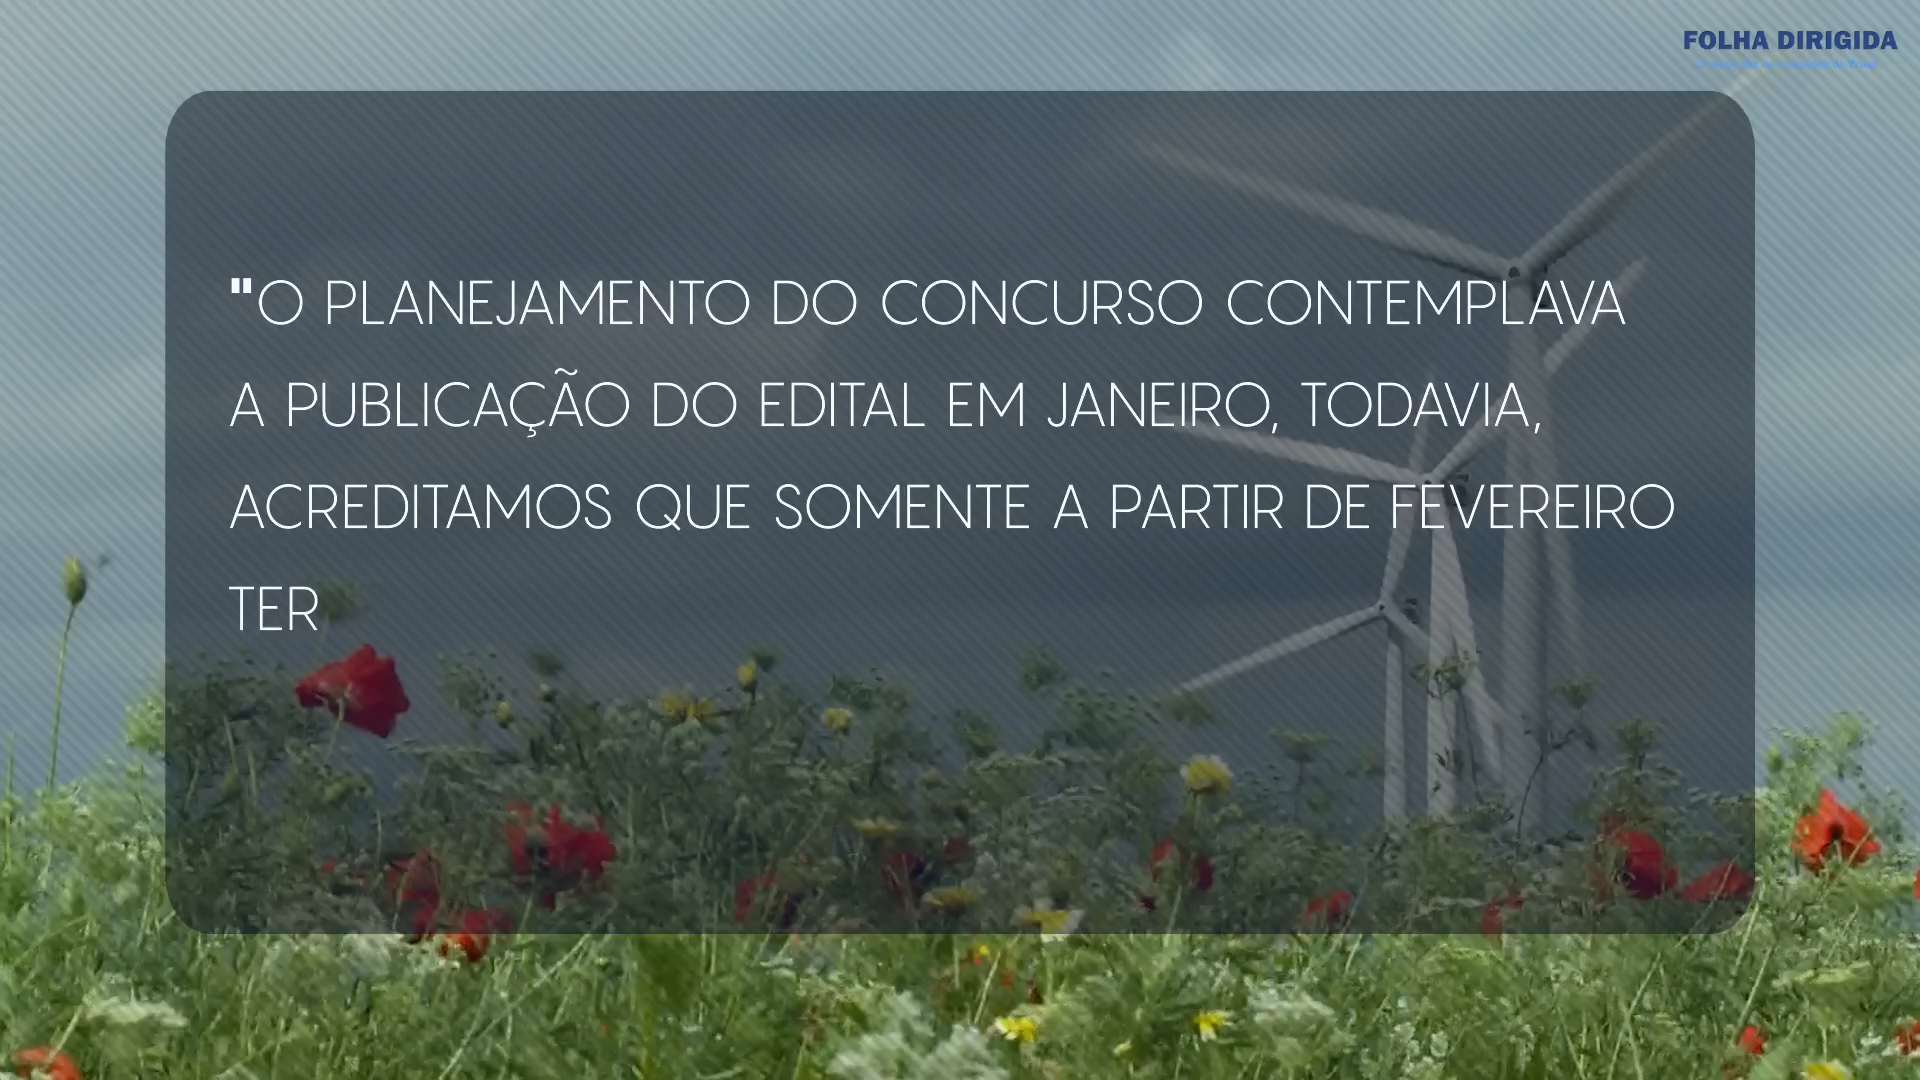 FOLHA DIRIGIDA
"O PLANEJAMENTO DO CONCURSO CONTEMPLAVA
A PUBLICAÇÃO DO EDITAL EM JANEIRO, TODAVIA,
ACREDITAMOS QUE SOMENTE A PARTIR DE FEVEREIRO
TER